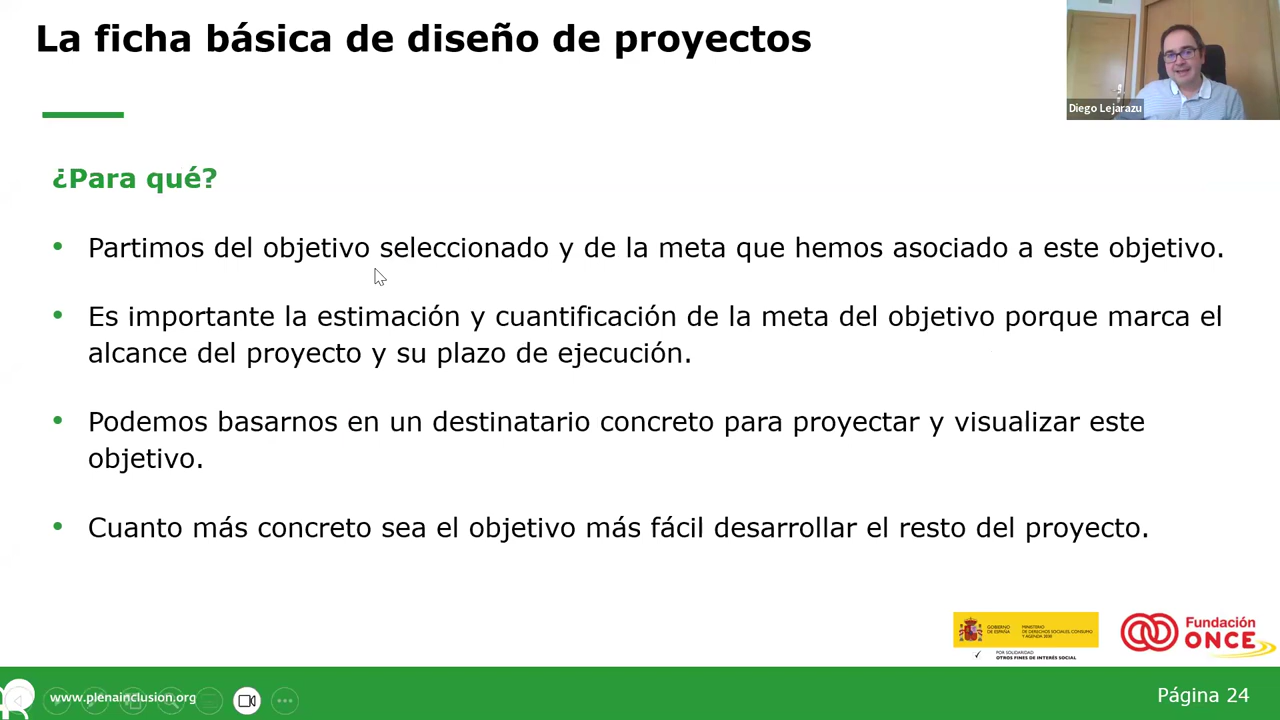 La ficha básica de diseño de proyectos
Diego Lejarazu
¿Para qué?
• Partimos del objetivo seleccionado y de la meta que hemos asociado a este objetivo.
• Es importante la estimación y cuantificación de la meta del objetivo porque marca el
alcance del proyecto y su plazo de ejecución.
• Podemos basarnos en un destinatario concreto para proyectar y visualizar este
objetivo.
• Cuanto más concreto sea el objetivo más fácil desarrollar el resto del proyecto.
GOBIERNO
DE ESPAÑA
MINISTERIO
DE DERECHOS SOCIALES, CONSUMO
Y AGENDA 2030
POR SOLIDARIDAD
OTROS FINES DE INTERÉS SOCIAL
Fundación
ONCE
www.plenainclusion.org
Página 24